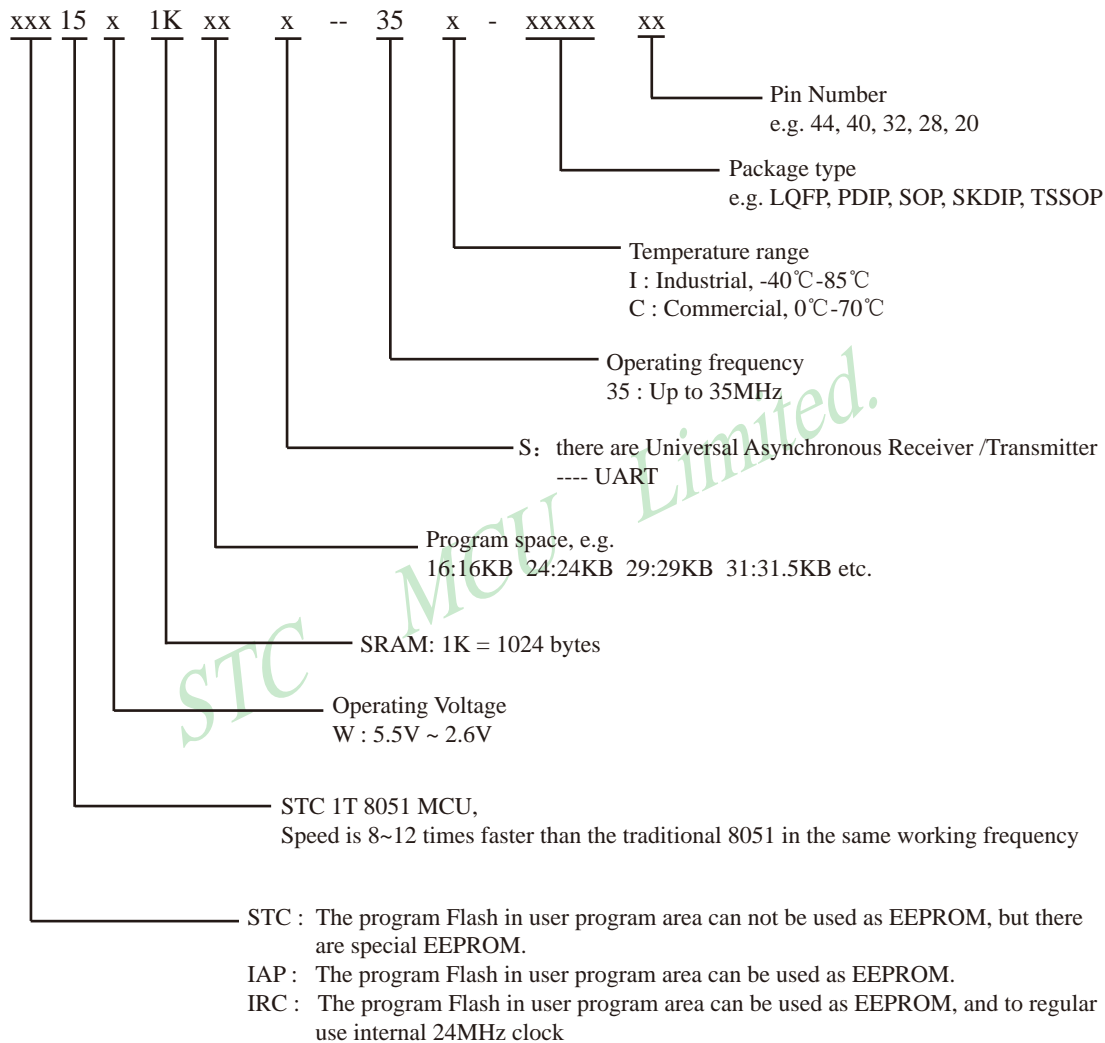 xxx 15 x 1K xx x -- 35 x - xxxxx xx
Pin Number
e.g. 44, 40, 32, 28, 20
Package type
e.g. LQFP, PDIP, SOP, SKDIP, TSSOP
Temperature range
I : Industrial, -40℃-85℃
C : Commercial, 0℃-70℃
Operating frequency
35 : Up to 35MHz
S： there are Universal Asynchronous Receiver /Transmitter
---- UART
Program space, e.g.
16:16KB 24:24KB 29:29KB 31:31.5KB etc.
SRAM: 1K = 1024 bytes
Operating Voltage
W : 5.5V ~ 2.6V
STC 1T 8051 MCU,
Speed is 8~12 times faster than the traditional 8051 in the same working frequency
STC : The program Flash in user program area can not be used as EEPROM, but there
are special EEPROM.
IAP : The program Flash in user program area can be used as EEPROM.
IRC : The program Flash in user program area can be used as EEPROM, and to regular
use internal 24MHz clock
STC MCU Limited.